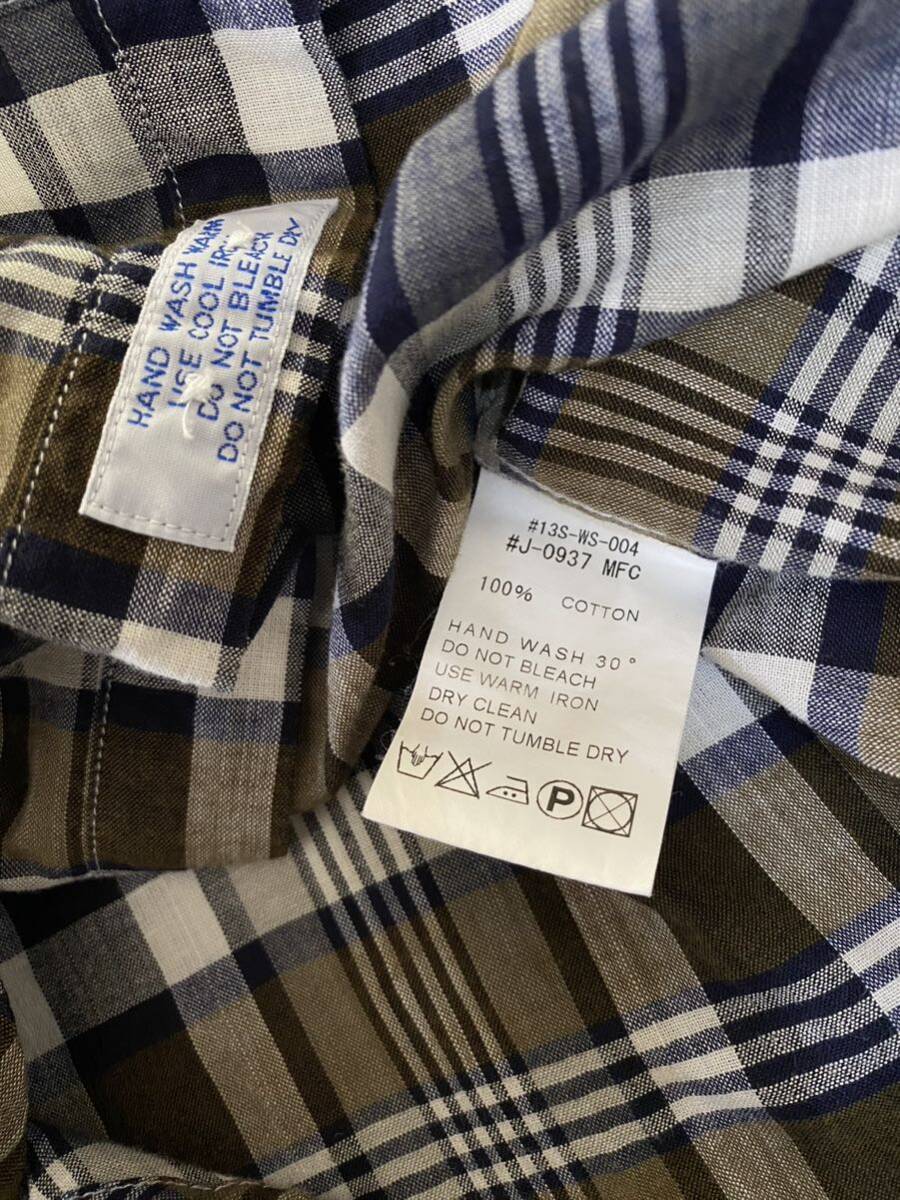 HAND WASH WARM
USE COOL
DO NOT BLEACH
DO NOT TUMBLE DRY
#13S-WS-004
#J-0937 MFC
100% COTTON
HAND WASH 30°
DO NOT BLEACH
USE WARM IRON
DRY CLEAN
DO NOT TUMBLE DRY
P